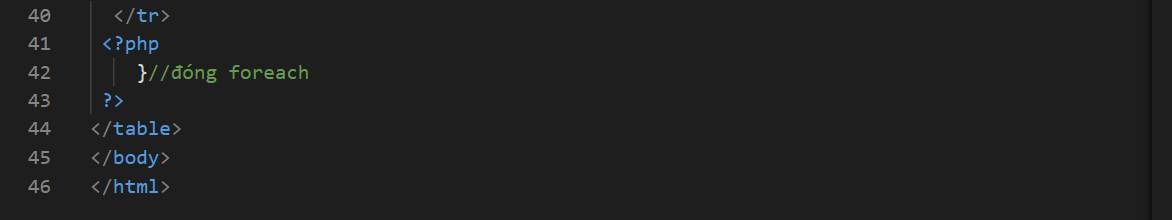 40 </tr>
41 <?php
42 }//đóng foreach
43 ?>
44 </table>
45 </body>
46 </html>